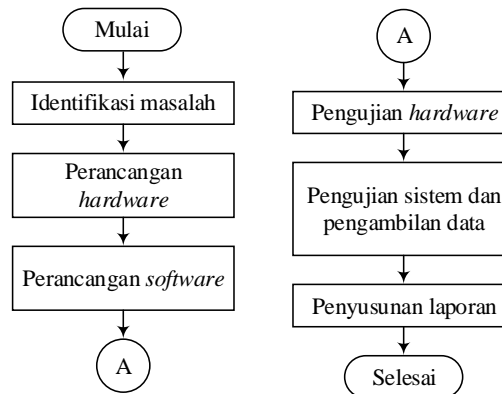 Mulai
Identifikasi masalah
Perancangan
hardware
Perancangan software
A
A
Pengujian hardware
Pengujian sistem dan
pengambilan data
Penyusunan laporan
Selesai